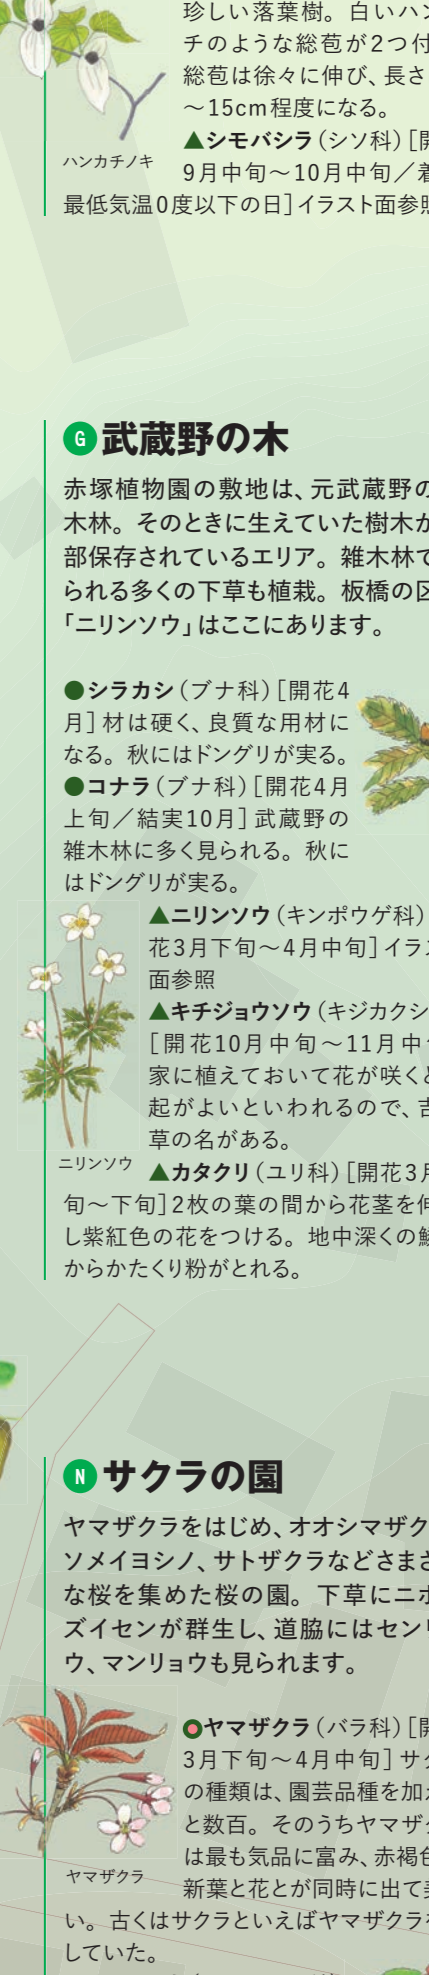 珍しい落葉樹。白いハン
チのような総苞が2つ付
総苞は徐々に伸び、長さ
～15cm程度になる。
▲シモバシラ(シソ科)[開
9月中旬～10月中旬／着
最低気温0度以下の日]イラスト面参照
ハンカチノキ
G 武蔵野の木
赤塚植物園の敷地は、元武蔵野の
木林。そのときに生えていた樹木が
部保存されているエリア。雑木林で
られる多くの下草も植栽。板橋の区
「ニリンソウ」はここにあります。
●シラカシ(ブナ科)[開花4
月]材は硬く、良質な用材に
なる。秋にはドングリが実る。
●コナラ(ブナ科)[開花4月
上旬／結実10月]武蔵野の
雑木林に多く見られる。秋に
はドングリが実る。
▲ニリンソウ(キンポウゲ科)
花3月下旬～4月中旬]イラス
面参照
▲キチジョウソウ(キジカクシ
[開花10月中旬～11月中旬
家に植えておいて花が咲くと
起がよいといわれるので、吉
草の名がある。
ニリンソウ
▲カタクリ(ユリ科)[開花3月
旬～下旬]2枚の葉の間から花茎を伸
し紫紅色の花をつける。地中深くの鱗
からかたくり粉がとれる。
N サクラの園
ヤマザクラをはじめ、オオシマザク
ソメイヨシノ、サトザクラなどさまざ
な桜を集めた桜の園。下草にニホ
ズイセンが群生し、道脇にはセンリ
ウ、マンリョウも見られます。
●ヤマザクラ(バラ科)[開
3月下旬～4月中旬]サク
の種類は、園芸品種を加え
と数百。そのうちヤマザク
は最も気品に富み、赤褐色
新葉と花とが同時に出て美
ヤマザクラ
い。古くはサクラといえばヤマザクラを
していた。